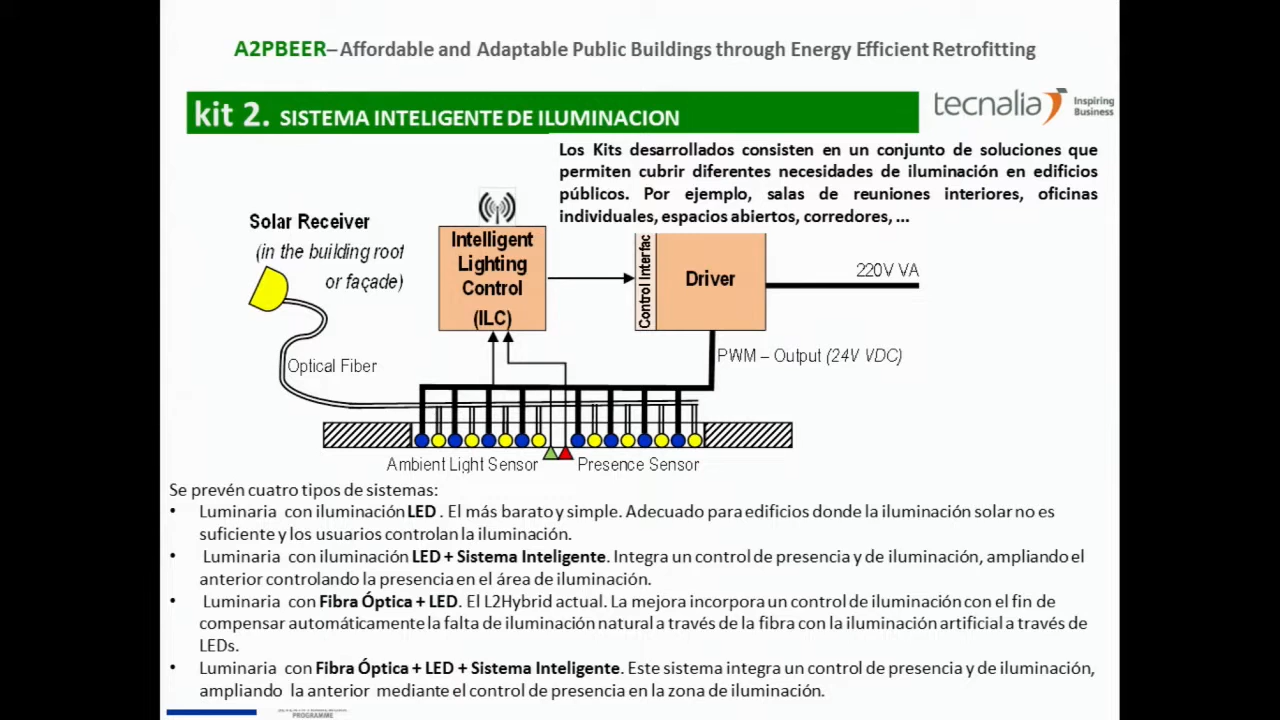 A2PBEER–Affordable and Adaptable Public Buildings through Energy Efficient Retrofitting
kit 2. SISTEMA INTELIGENTE DE ILUMINACION
tecnalia Inspiring
Business
Los Kits desarrollados consisten en un conjunto de soluciones que
permiten cubrir diferentes necesidades de iluminación en edificios
públicos. Por ejemplo, salas de reuniones interiores, oficinas
individuales, espacios abiertos, corredores, ...
Solar Receiver
(in the building roof
or façade)
Intelligent
Lighting
Control
(ILC)
Control Interfac
Driver
220V VA
Optical Fiber
PWM – Output (24V VDC)
Ambient Light Sensor
Presence Sensor
Se prevén cuatro tipos de sistemas:
• Luminaria con iluminación LED . El más barato y simple. Adecuado para edificios donde la iluminación solar no es
suficiente y los usuarios controlan la iluminación.
• Luminaria con iluminación LED + Sistema Inteligente. Integra un control de presencia y de iluminación, ampliando el
anterior controlando la presencia en el área de iluminación.
• Luminaria con Fibra Óptica + LED. El L2Hybrid actual. La mejora incorpora un control de iluminación con el fin de
compensar automáticamente la falta de iluminación natural a través de la fibra con la iluminación artificial a través de
LEDs.
• Luminaria con Fibra Óptica + LED + Sistema Inteligente. Este sistema integra un control de presencia y de iluminación,
ampliando la anterior mediante el control de presencia en la zona de iluminación.
PROGRAMME